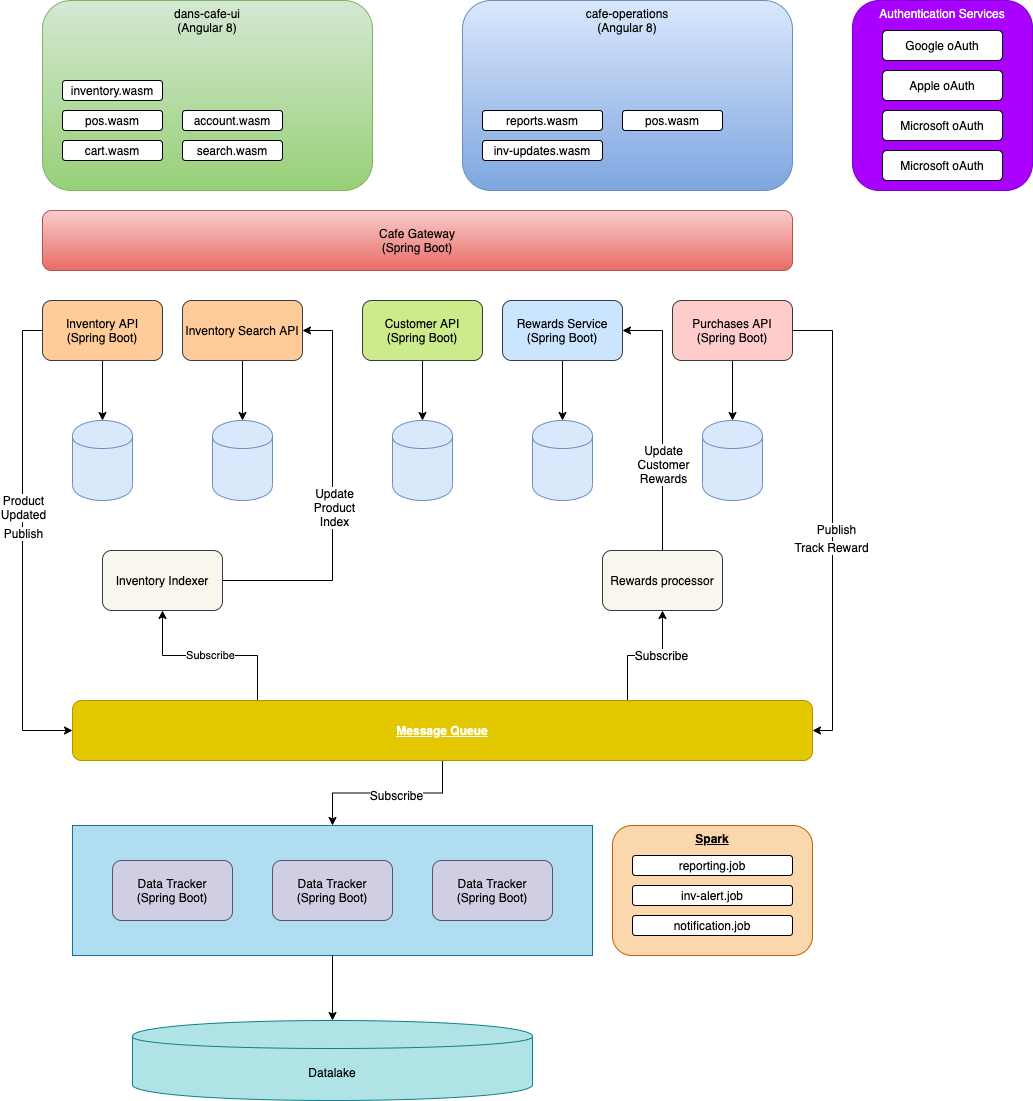 dans-cafe-ui
(Angular 8)
inventory.wasm
pos.wasm
account.wasm
cart.wasm
search.wasm
cafe-operations
(Angular 8)
reports.wasm
pos.wasm
inv-updates.wasm
Authentication Services
Google oAuth
Apple oAuth
Microsoft oAuth
Microsoft oAuth
Cafe Gateway
(Spring Boot)
Inventory API
(Spring Boot)
Inventory Search API
Customer API
(Spring Boot)
Rewards Service
(Spring Boot)
Purchases API
(Spring Boot)
Product
Updated
Publish
Update
Product
Index
Update
Customer
Rewards
Publish
Track Reward
Inventory Indexer
Rewards processor
Subscribe
Subscribe
Message Queue
Subscribe
Data Tracker
(Spring Boot)
Data Tracker
(Spring Boot)
Data Tracker
(Spring Boot)
Spark
reporting.job
inv-alert.job
notification.job
Datalake